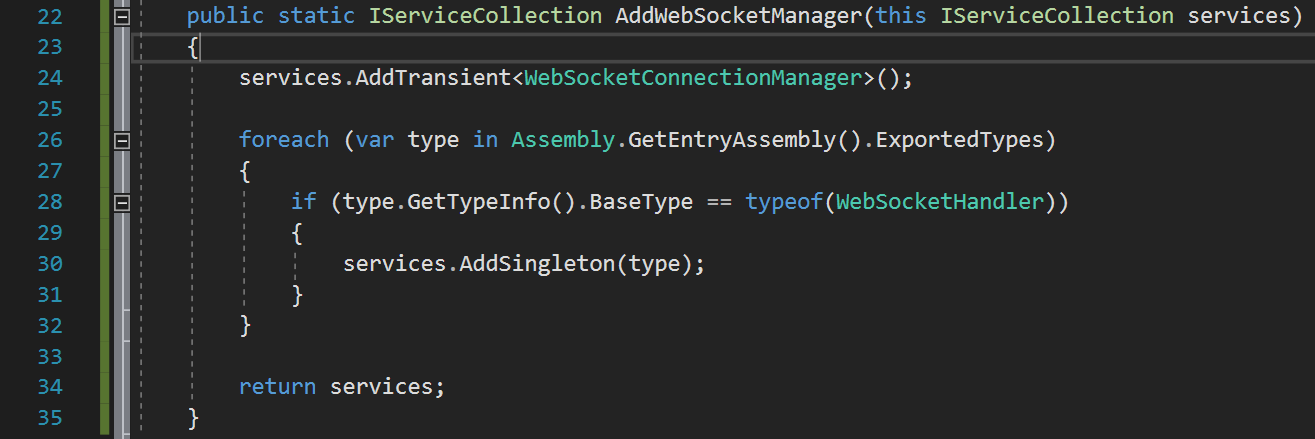 22 public static IServiceCollection AddWebSocketManager(this IServiceCollection services)
23 {
24 services.AddTransient<WebSocketConnectionManager>();
25
26 foreach (var type in Assembly.GetEntryAssembly().ExportedTypes)
27 {
28 if (type.GetTypeInfo().BaseType == typeof(WebSocketHandler))
29 {
30 services.AddSingleton(type);
31 }
32 }
33
34 return services;
35 }